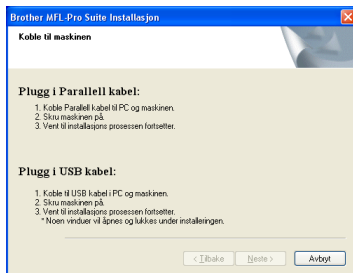 Brother MFL-Pro Suite Installasjon
Koble til maskinen
Plugg i Parallell kabel:
1. Koble Parallell kabel til PC og maskinen.
2. Skru maskinen på.
3. Vent til installasjons prosessen fortsetter.
Plugg i USB kabel:
1. Koble til USB kabel i PC og maskinen.
2. Skru maskinen på.
3. Vent til installasjons prosessen fortsetter.
* Noen vinduer vil åpnes og lukkes under installeringen.
< Tilbake Neste > Avbryt